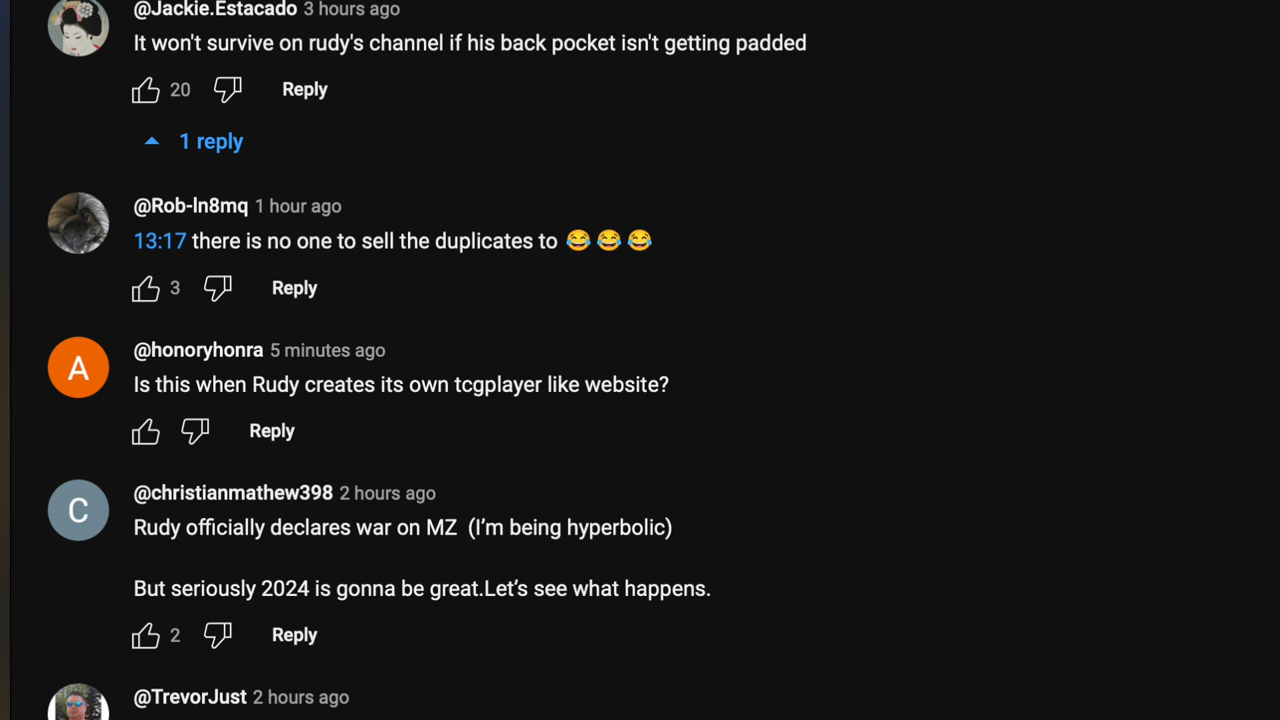 @Jackie.Estacado 3 hours ago
It won't survive on rudy's channel if his back pocket isn't getting padded
20 Reply
1 reply
@Rob-ln8mq 1 hour ago
13:17 there is no one to sell the duplicates to 😂 😂 😂
3 Reply
A
@honoryhonra 5 minutes ago
Is this when Rudy creates its own tcgplayer like website?
Reply
C
@christianmathew398 2 hours ago
Rudy officially declares war on MZ (I'm being hyperbolic)
But seriously 2024 is gonna be great.Let's see what happens.
2 Reply
@TrevorJust 2 hours ago